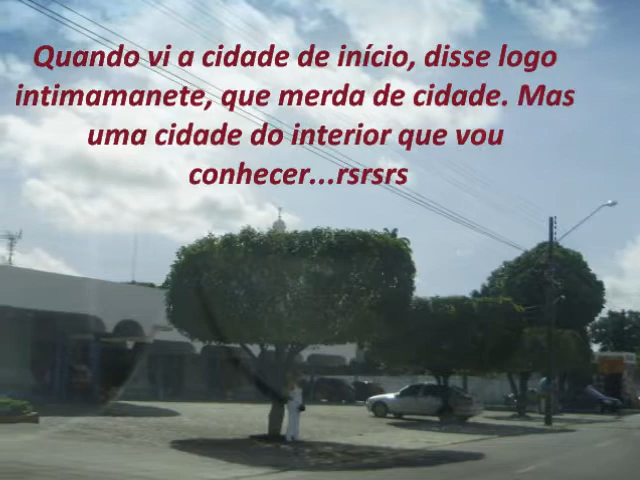 Quando vi a cidade de início, disse logo
intimamanete, que merda de cidade. Mas
uma cidade do interior que vou
conhecer...rsrsrs